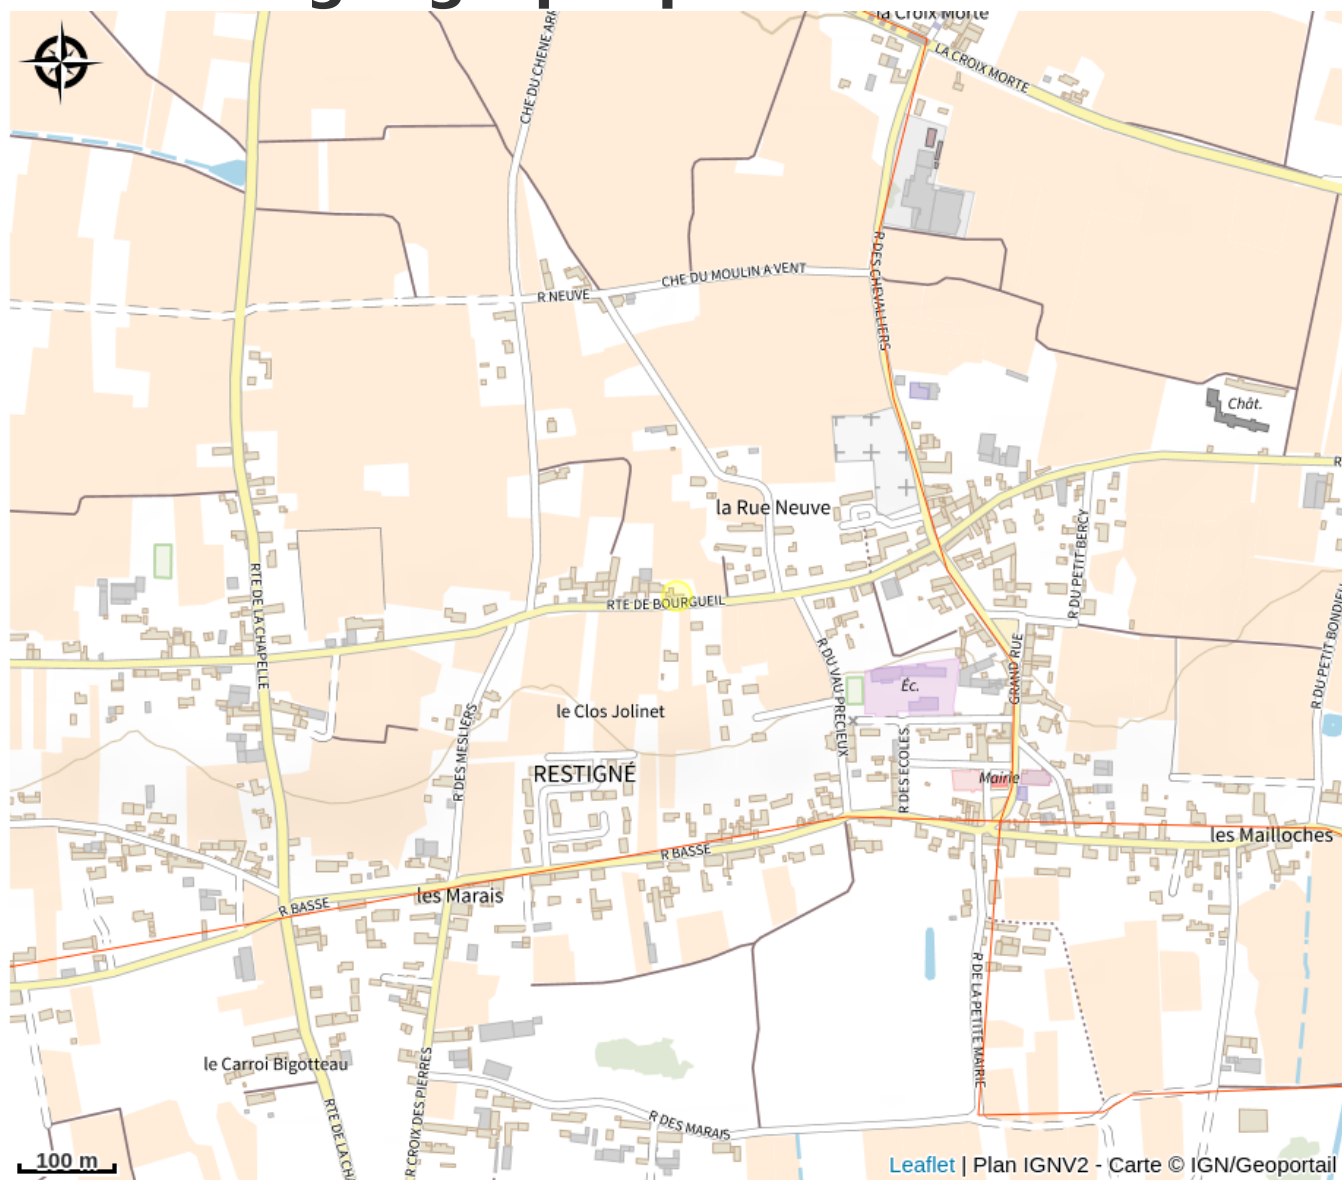 la Croix Morte
LA CROIX MORTE
CHE DU CHENE ARR
R DES CHEVALLIERS
CHE DU MOULIN A VENT
R NEUVE
Chât.
R
la Rue Neuve
R DU PETIT BERCY
RTE DE LA CHAPELLE
RTE DE BOURGUEIL
R DU PETIT BONDIEU
R DU VAU PRECIEUX
GRAND RUE
Éc.
le Clos Jolinet
R DES MESLIERS
RESTIGNÉ
R DES ECOLES
Mairie
les Mailloches
R BASSE
les Marais
R BASSE
R DE LA PETITE MAIRIE
le Carroi Bigotteau
RTE DE LA CHA
R CROIX DES PIERRES
R DES MARAIS
100 m
Leaflet | Plan IGNV2 - Carte © IGN/Geoportail